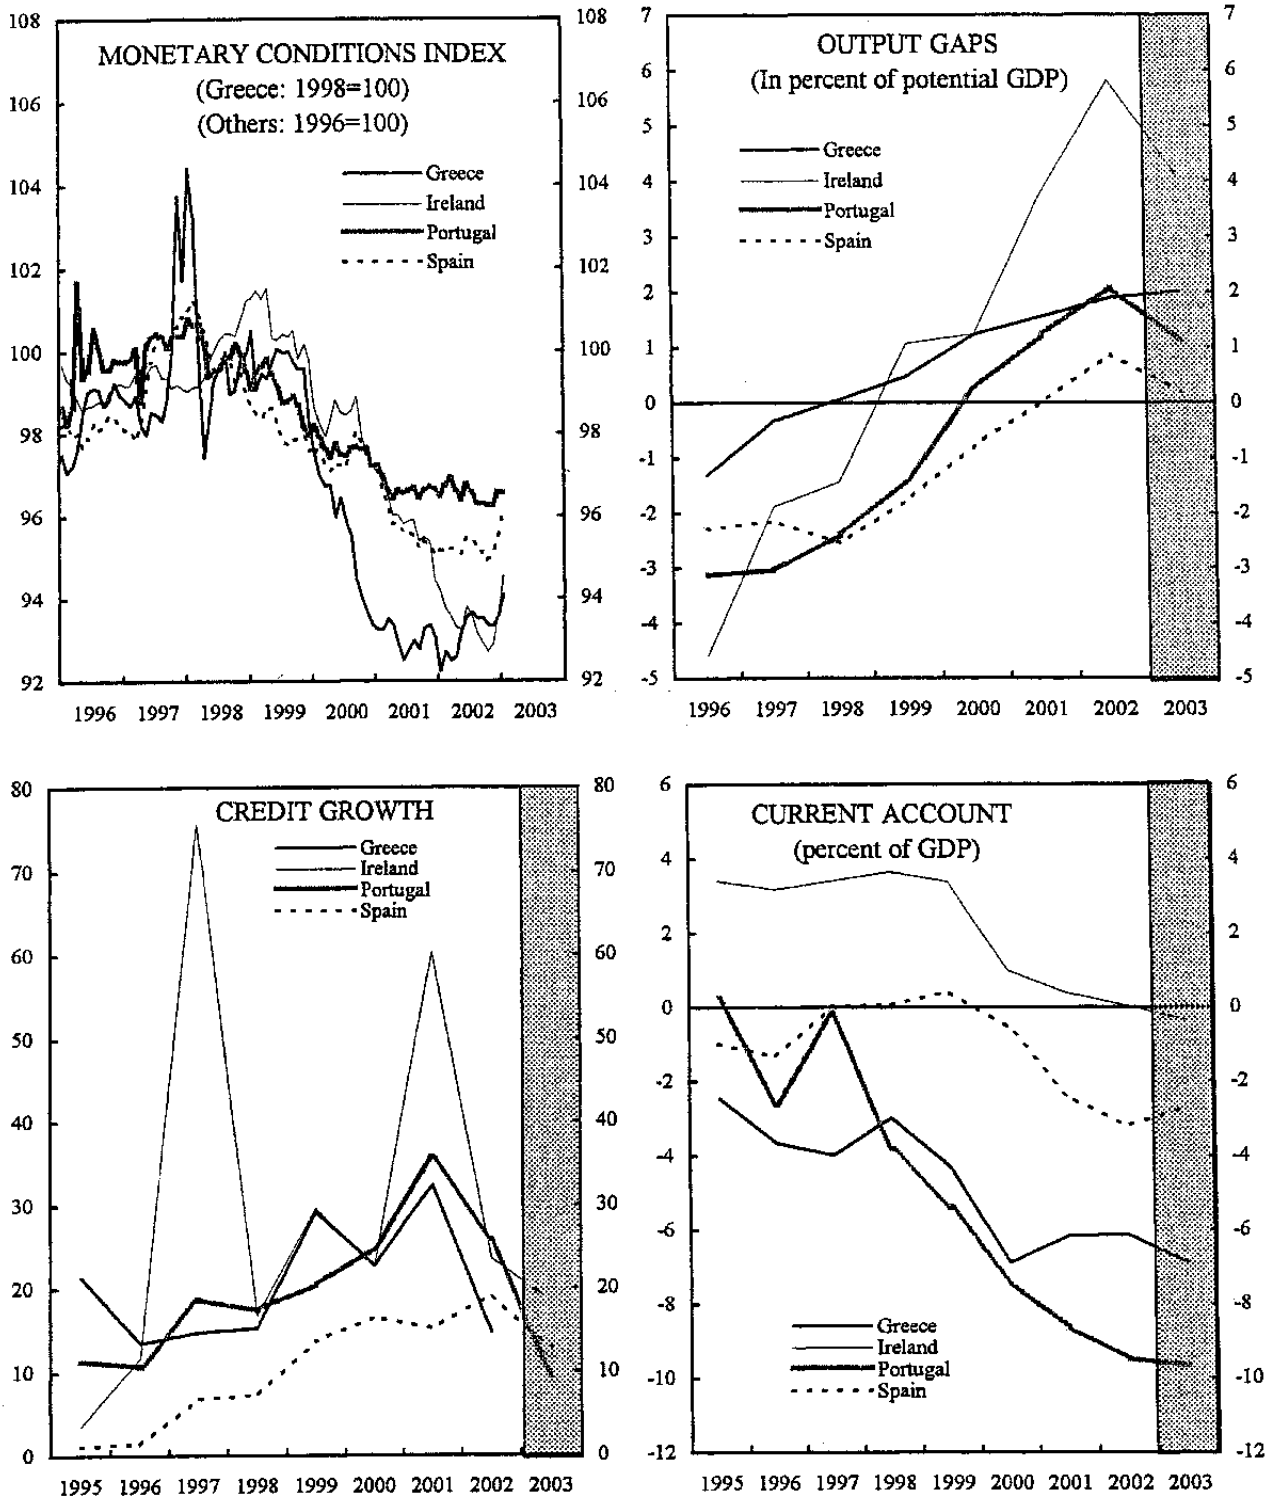 MONETARY CONDITIONS INDEX
(Greece: 1998=100)
(Others: 1996=100)
Greece
Ireland
Portugal
Spain
108
106
104
102
100
98
96
94
92
108
106
104
102
100
98
96
94
92
1996 1997 1998 1999 2000 2001 2002 2003
OUTPUT GAPS
(In percent of potential GDP)
Greece
Ireland
Portugal
Spain
7
6
5
4
3
2
1
0
-1
-2
-3
-4
-5
7
6
5
4
3
2
1
0
-1
-2
-3
-4
-5
1996 1997 1998 1999 2000 2001 2002 2003
CREDIT GROWTH
Greece
Ireland
Portugal
Spain
80
70
60
50
40
30
20
10
0
80
70
60
50
40
30
20
10
0
1995 1996 1997 1998 1999 2000 2001 2002 2003
CURRENT ACCOUNT
(percent of GDP)
6
4
2
0
-2
-4
-6
-8
-10
-12
6
4
2
0
-2
-4
-6
-8
-10
-12
Greece
Ireland
Portugal
Spain
1995 1996 1997 1998 1999 2000 2001 2002 2003